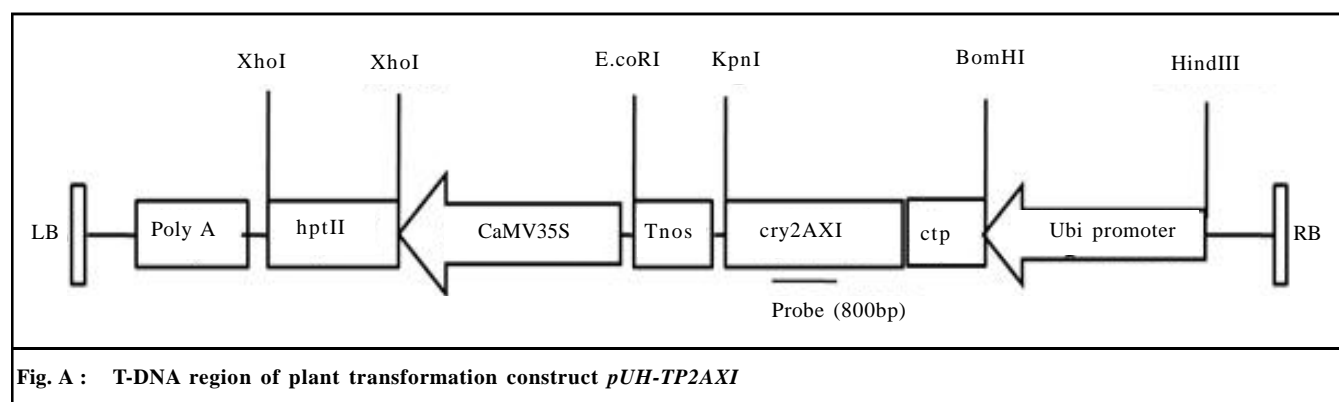 XhoI XhoI E.coRI KpnI BomHI HindIII
LB Poly A hptII CaMV35S Tnos cry2AXI ctp Ubi promoter RB
Probe (800bp)
Fig. A : T-DNA region of plant transformation construct pUH-TP2AXI